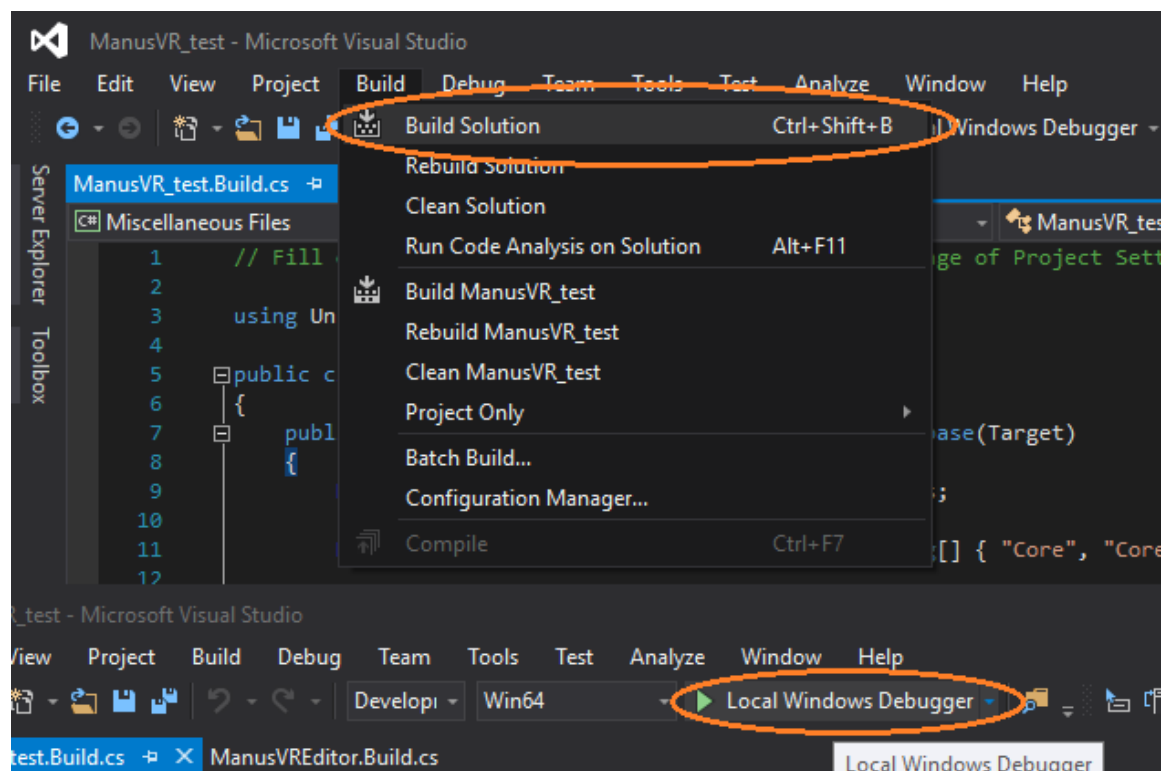 ManusVR_test - Microsoft Visual Studio
File Edit View Project Build Debug Team Tools Test Analyze Window Help
Build Solution Ctrl+Shift+B Windows Debugger
ManusVR_test.Build.cs Rebuild Solution
C# Miscellaneous Files Clean Solution ManusVR_tes
Server Explorer
Toolbox
Run Code Analysis on Solution Alt+F11
1 // Fill ge of Project Sett
2 Build ManusVR_test
3 using Un Rebuild ManusVR_test
4
5 public c Clean ManusVR_test
6 { Project Only
7 publ base(Target)
8 { Batch Build...
9 Configuration Manager... ;
10
11 Compile Ctrl+F7 [] { "Core", "Core
12
_test - Microsoft Visual Studio
View Project Build Debug Team Tools Test Analyze Window Help
Develop Win64 Local Windows Debugger
test.Build.cs ManusVREditor.Build.cs
Local Windows Debugger